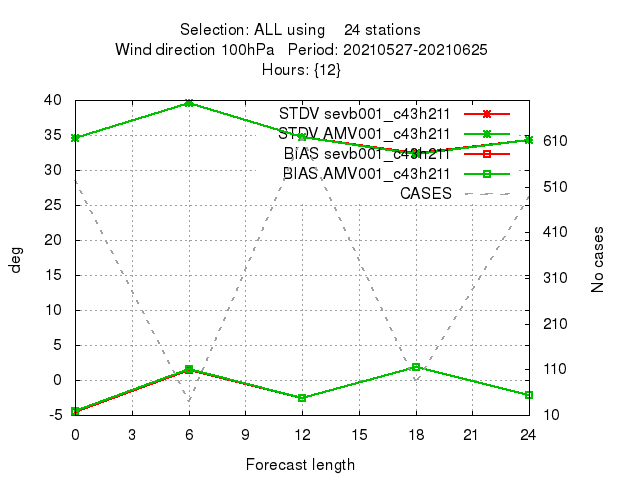 Selection: ALL using    24 stations
Wind direction 100hPa   Period: 20210527-20210625
Hours: {12}
STDV sevb001_c43h211
STDV AMV001_c43h211
BIAS sevb001_c43h211
BIAS AMV001_c43h211
CASES
deg
40
35
30
25
20
15
10
5
0
-5
610
510
410
310
210
110
10
No cases
0 3 6 9 12 15 18 21 24
Forecast length